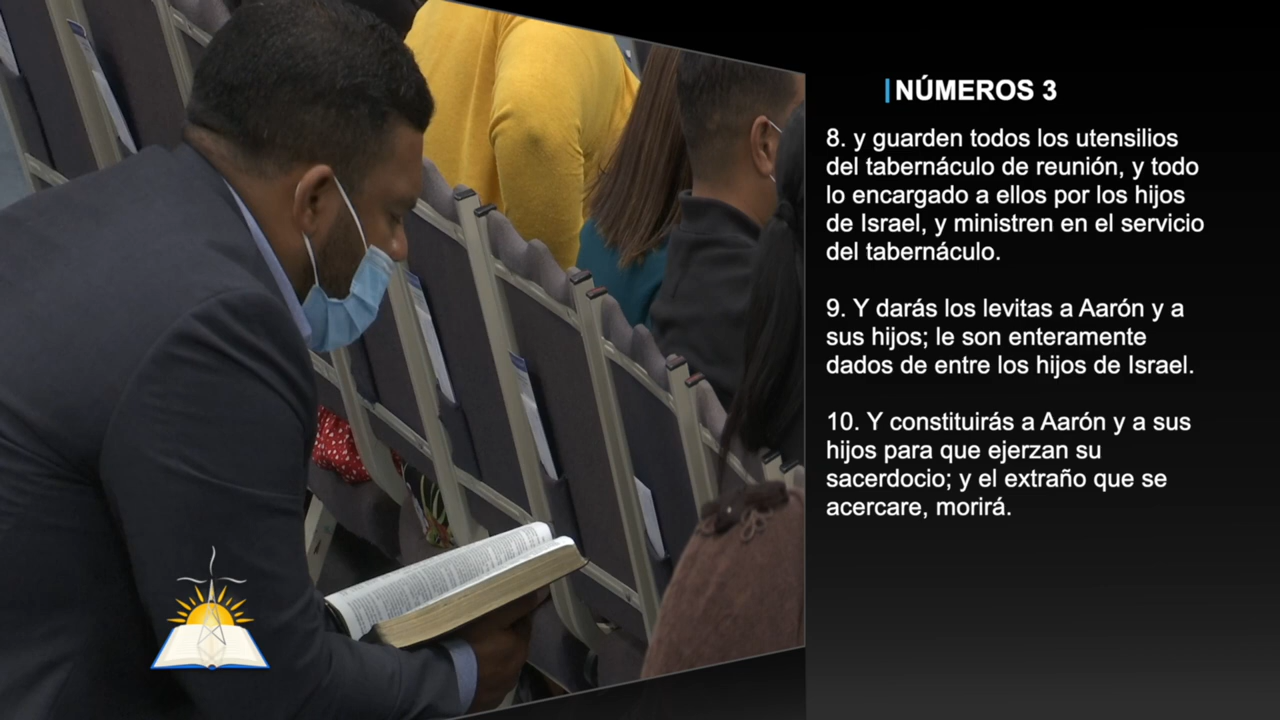 NÚMEROS 3
8. y guarden todos los utensilios
del tabernáculo de reunión, y todo
lo encargado a ellos por los hijos
de Israel, y ministren en el servicio
del tabernáculo.
9. Y darás los levitas a Aarón y a
sus hijos; le son enteramente
dados de entre los hijos de Israel.
10. Y constituirás a Aarón y a sus
hijos para que ejerzan su
sacerdocio; y el extraño que se
acercare, morirá.